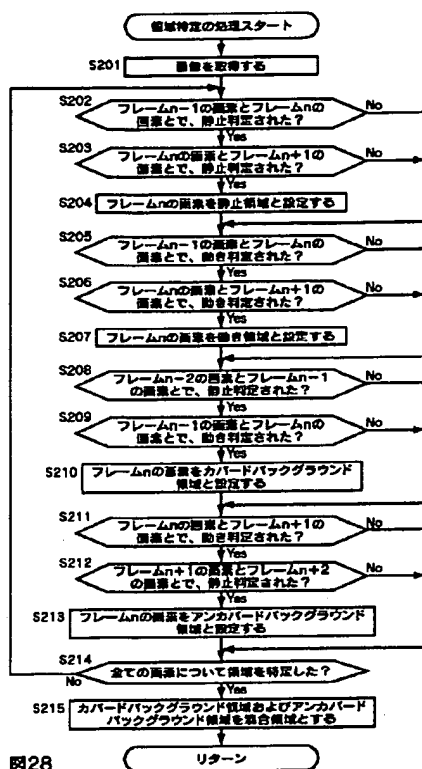 領域特定の処理スタート
S201
画像を取得する
S202
フレームn-1の画素とフレームnの
画素とで、静止判定された?
No
Yes
S203
フレームnの画素とフレームn+1の
画素とで、静止判定された?
No
Yes
S204
フレームnの画素を静止領域と設定する
S205
フレームn-1の画素とフレームnの
画素とで、動き判定された?
No
Yes
S206
フレームnの画素とフレームn+1の
画素とで、動き判定された?
No
Yes
S207
フレームnの画素を動き領域と設定する
S208
フレームn-2の画素とフレームn-1
の画素とで、静止判定された?
No
Yes
S209
フレームn-1の画素とフレームnの
画素とで、動き判定された?
No
Yes
S210
フレームnの画素をカバードバックグラウンド
領域と設定する
S211
フレームnの画素とフレームn+1の
画素とで、動き判定された?
No
Yes
S212
フレームn+1の画素とフレームn+2
の画素とで、静止判定された?
No
Yes
S213
フレームnの画素をアンカバードバックグラウンド
領域と設定する
S214
全ての画素について領域を特定した?
No
Yes
S215
カバードバックグラウンド領域およびアンカバード
バックグラウンド領域を混合領域とする
リターン
図28